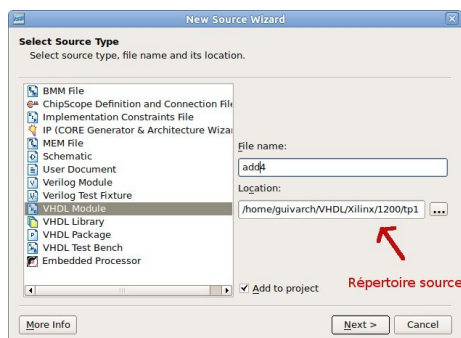 New Source Wizard
Select Source Type
Select source type, file name and its location.
BMM File
ChipScope Definition and Connection File
Implementation Constraints File
IP (CORE Generator & Architecture Wizar
MEM File
Schematic
User Document
Verilog Module
Verilog Test Fixture
VHDL Module
VHDL Library
VHDL Package
VHDL Test Bench
Embedded Processor
File name:
add4
Location:
/home/guivarch/VHDL/Xilinx/1200/tp1
...
Répertoire source
Add to project
More Info
Next >
Cancel